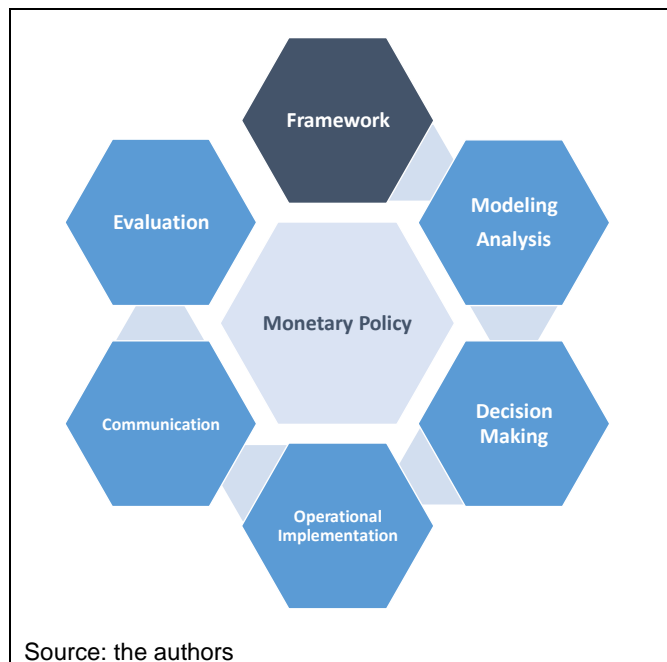 Framework
Modeling
Analysis
Evaluation
Monetary Policy
Decision
Making
Communication
Operational
Implementation
Source: the authors